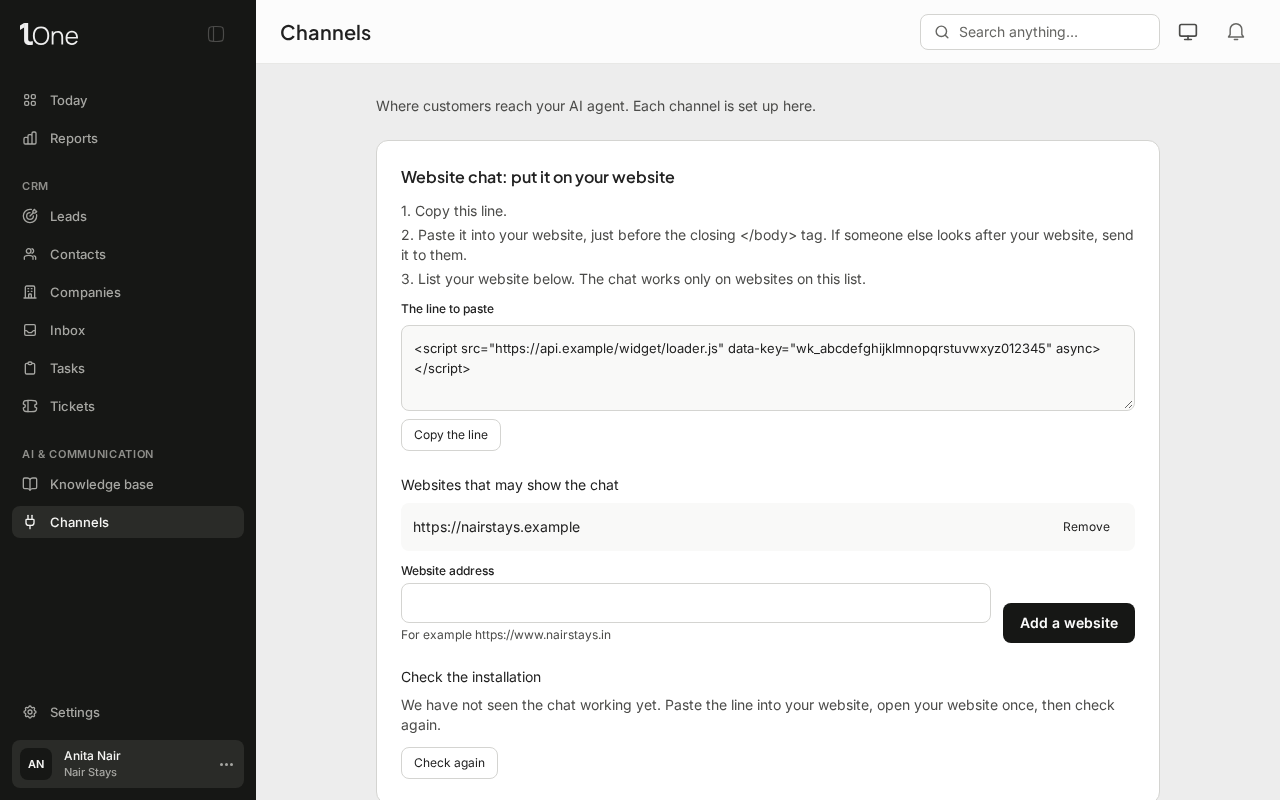 1One
Channels
Search anything...
Today
Reports
CRM
Leads
Contacts
Companies
Inbox
Tasks
Tickets
AI & COMMUNICATION
Knowledge base
Channels
Settings
AN
Anita Nair
Nair Stays
Where customers reach your AI agent. Each channel is set up here.
Website chat: put it on your website
1. Copy this line.
2. Paste it into your website, just before the closing </body> tag. If someone else looks after your website, send
it to them.
3. List your website below. The chat works only on websites on this list.
The line to paste
<script src="https://api.example/widget/loader.js" data-key="wk_abcdefghijklmnopqrstuvwxyz012345" async>
</script>
Copy the line
Websites that may show the chat
https://nairstays.example
Remove
Website address
For example https://www.nairstays.in
Add a website
Check the installation
We have not seen the chat working yet. Paste the line into your website, open your website once, then check
again.
Check again